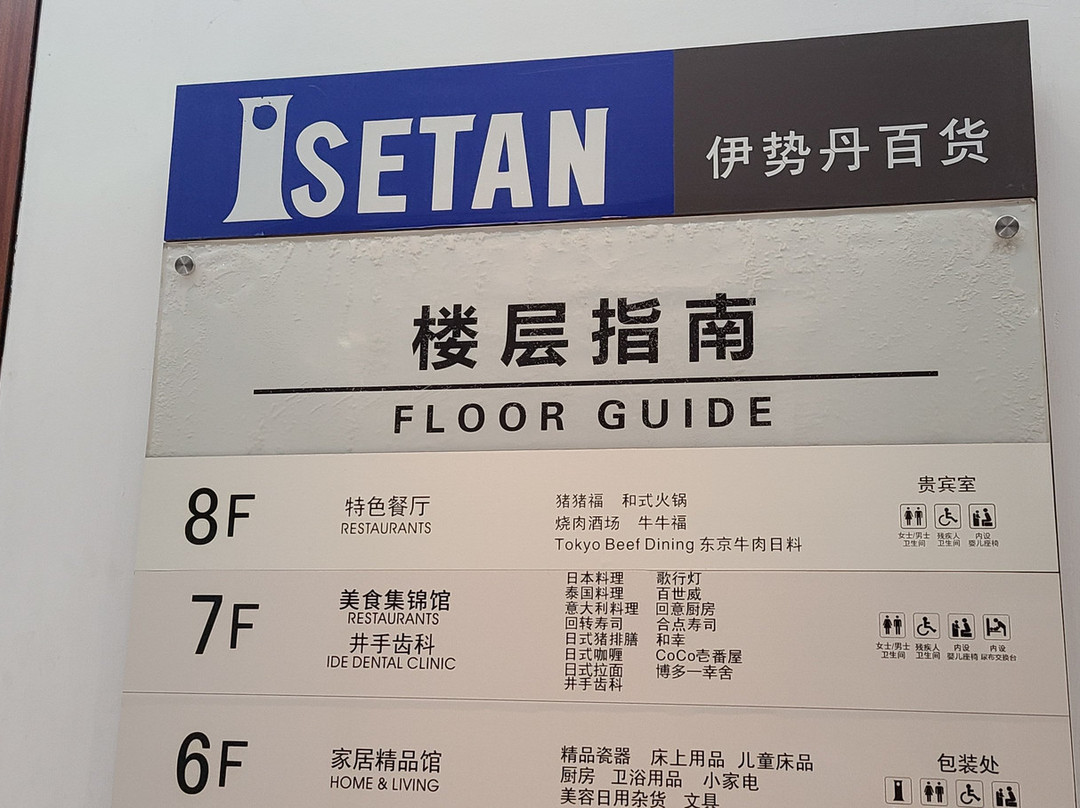 ISETAN 伊势丹百货
楼层指南
FLOOR GUIDE
8F
特色餐厅
RESTAURANTS
猪猪福 和式火锅
烧肉酒场 牛牛福
Tokyo Beef Dining 东京牛肉日料
贵宾室
女士/男士 残疾人 内设
卫生间 卫生间 婴儿座椅
7F
美食集锦馆
RESTAURANTS
井手齿科
IDE DENTAL CLINIC
日本料理 歌行灯
泰国料理 百世威
意大利料理 回意厨房
回转寿司 合点寿司
日式猪排膳 和幸
日式咖喱 CoCo壱番屋
日式拉面 博多一幸舍
井手齿科
女士/男士 残疾人 内设 内设
卫生间 卫生间 婴儿座椅 尿布交换台
6F
家居精品馆
HOME & LIVING
精品瓷器 床上用品 儿童床品
厨房 卫浴用品 小家电
美容日用杂货 文具
包装处